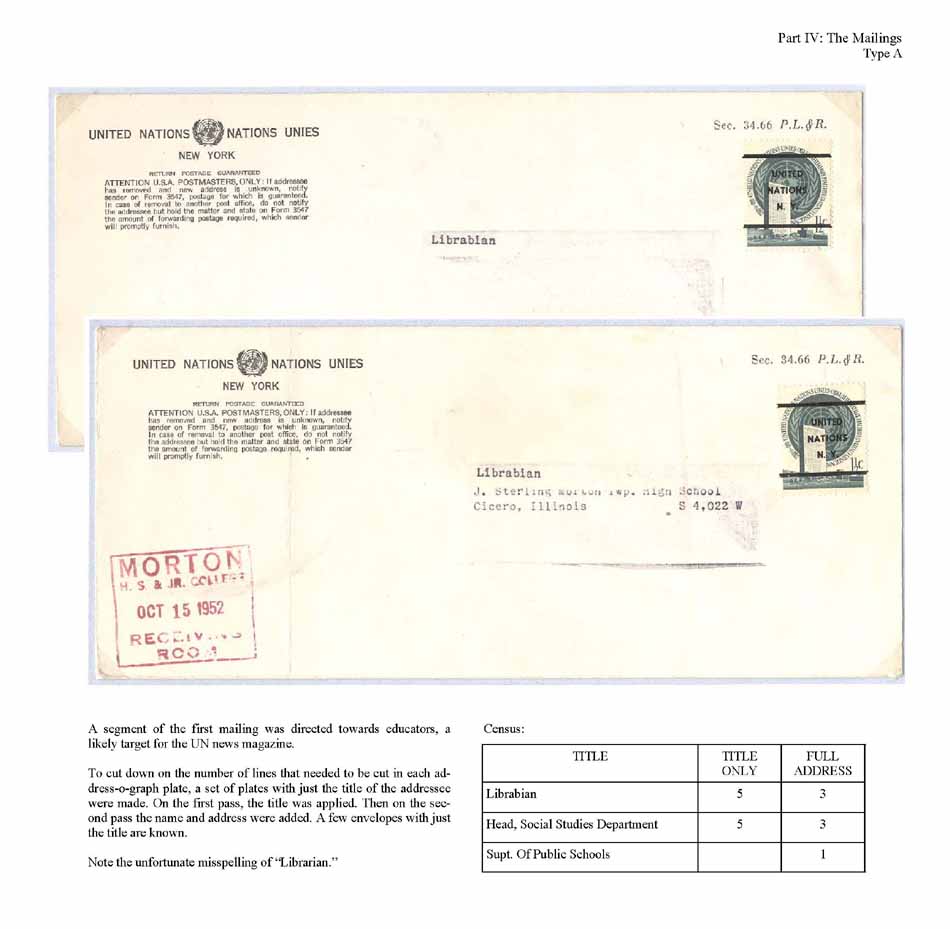 Part IV: The Mailings
Type A
UNITED NATIONS NATIONS UNIES
NEW YORK
RETURN POSTAGE GUARANTEED
ATTENTION U.S.A. POSTMASTERS, ONLY: If addressee
has removed and new address is unknown, notify
sender on Form 3547, postage for which is guaranteed.
In case of removal to another post office, do not notify
the addressee but hold the matter and state on Form 3547
the amount of forwarding postage required, which sender
will promptly furnish.
Sec. 34.66 P.L.&R.
UNITED
NATIONS
N. Y.
1½c
Librabian
UNITED NATIONS NATIONS UNIES
NEW YORK
RETURN POSTAGE GUARANTEED
ATTENTION U.S.A. POSTMASTERS, ONLY: If addressee
has removed and new address is unknown, notify
sender on Form 3547, postage for which is guaranteed.
In case of removal to another post office, do not notify
the addressee but hold the matter and state on Form 3547
the amount of forwarding postage required, which sender
will promptly furnish.
Sec. 34.66 P.L.&R.
UNITED
NATIONS
N. Y.
1½c
Librabian
J. Sterling Morton Twp. High School
Cicero, Illinois S 4,022 W
MORTON
H. S. & JR. COLLEGE
OCT 15 1952
RECEIVING
ROOM
A segment of the first mailing was directed towards educators, a
likely target for the UN news magazine.
To cut down on the number of lines that needed to be cut in each ad-
dress-o-graph plate, a set of plates with just the title of the addressee
were made. On the first pass, the title was applied. Then on the sec-
ond pass the name and address were added. A few envelopes with just
the title are known.
Note the unfortunate misspelling of "Librarian."
Census:
TITLE TITLE ONLY FULL ADDRESS
Librabian 5 3
Head, Social Studies Department 5 3
Supt. Of Public Schools 1